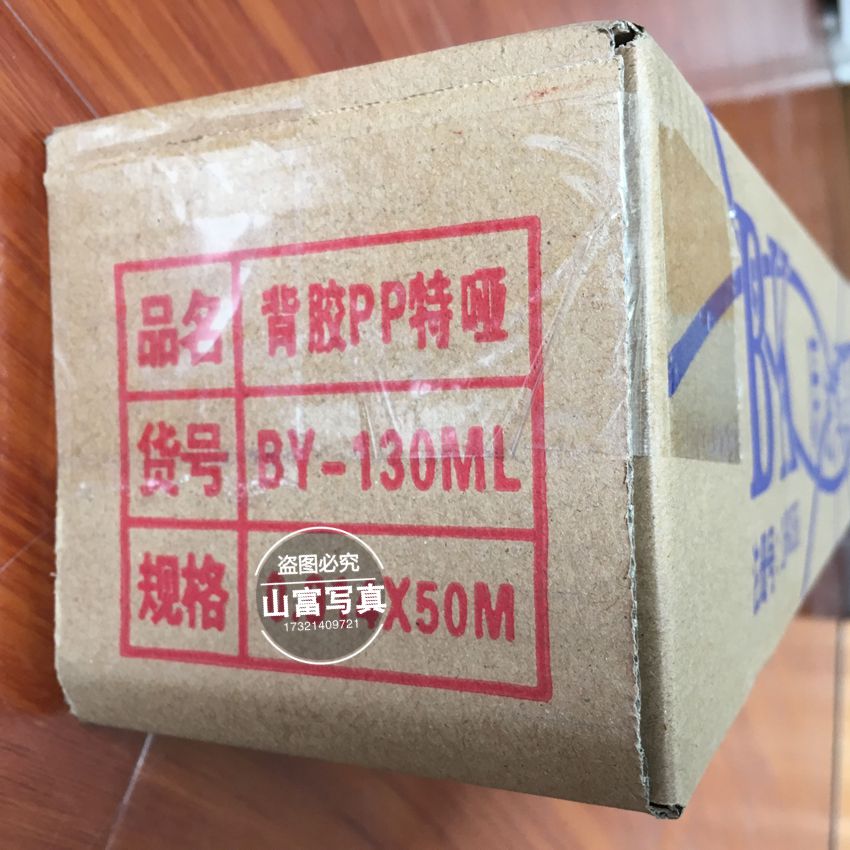 品名 背胶PP特哑
货号 BY-130ML
规格 X50M
盗图必究
山富写真
17321409721
BY